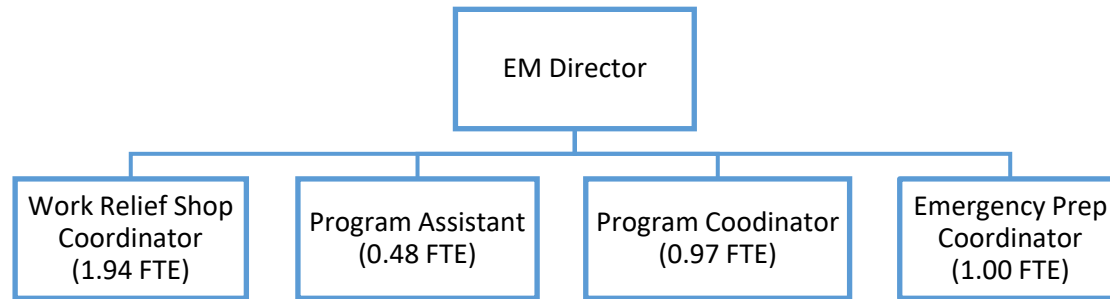 EM Director
Work Relief Shop
Coordinator
(1.94 FTE)
Program Assistant
(0.48 FTE)
Program Coodinator
(0.97 FTE)
Emergency Prep
Coordinator
(1.00 FTE)